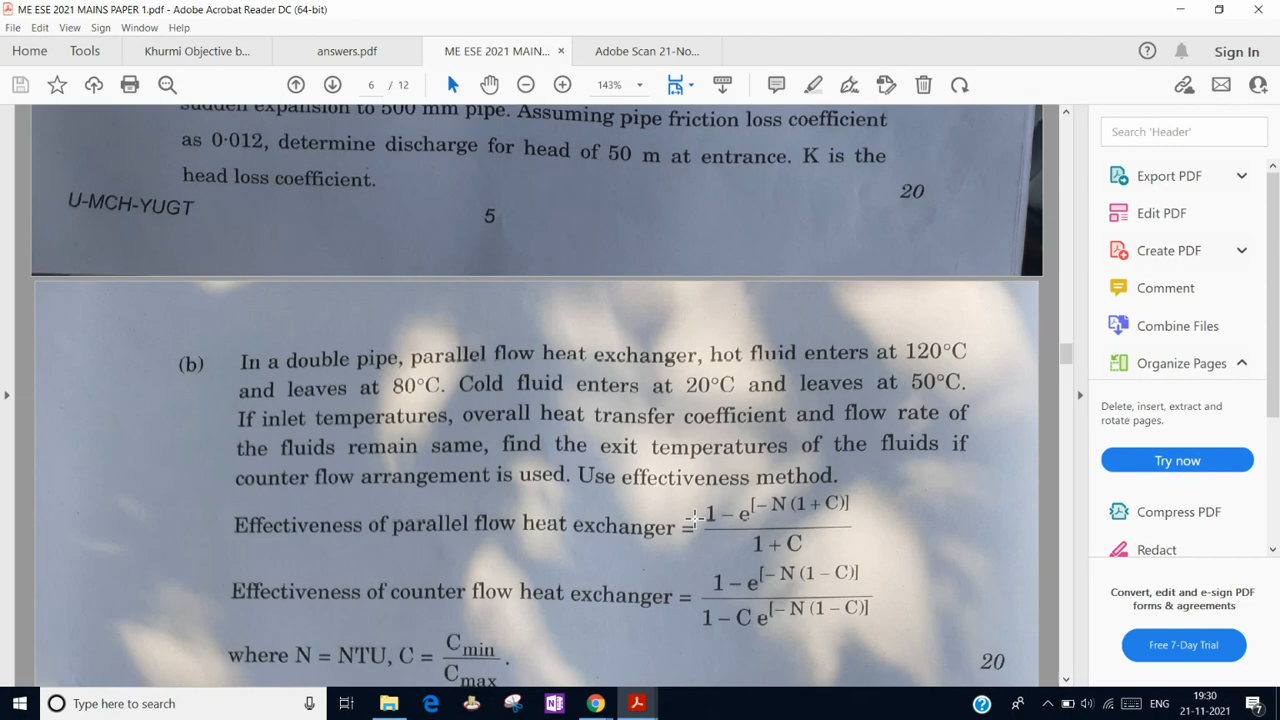 ME ESE 2021 MAINS PAPER 1.pdf - Adobe Acrobat Reader DC (64-bit)
File Edit View Sign Window Help
Home Tools Khurmi Objective b... answers.pdf ME ESE 2021 MAIN... × Adobe Scan 21-No... ? Sign In
6 / 12 143%
sudden expansion to 500 mm pipe. Assuming pipe friction loss coefficient
as 0·012, determine discharge for head of 50 m at entrance. K is the
head loss coefficient.
20
U-MCH-YUGT
5
(b) In a double pipe, parallel flow heat exchanger, hot fluid enters at 120°C
and leaves at 80°C. Cold fluid enters at 20°C and leaves at 50°C.
If inlet temperatures, overall heat transfer coefficient and flow rate of
the fluids remain same, find the exit temperatures of the fluids if
counter flow arrangement is used. Use effectiveness method.
Effectiveness of parallel flow heat exchanger = 1 – e[– N (1 + C)]
1 + C
Effectiveness of counter flow heat exchanger = 1 – e[– N (1 – C)]
1 – C e[– N (1 – C)]
where N = NTU, C = Cmin
Cmax
.
20
Search 'Header'
Export PDF
Edit PDF
Create PDF
Comment
Combine Files
Organize Pages
Delete, insert, extract and
rotate pages.
Try now
Compress PDF
Redact
Convert, edit and e-sign PDF
forms & agreements
Free 7-Day Trial
Type here to search
ENG
19:30
21-11-2021
7